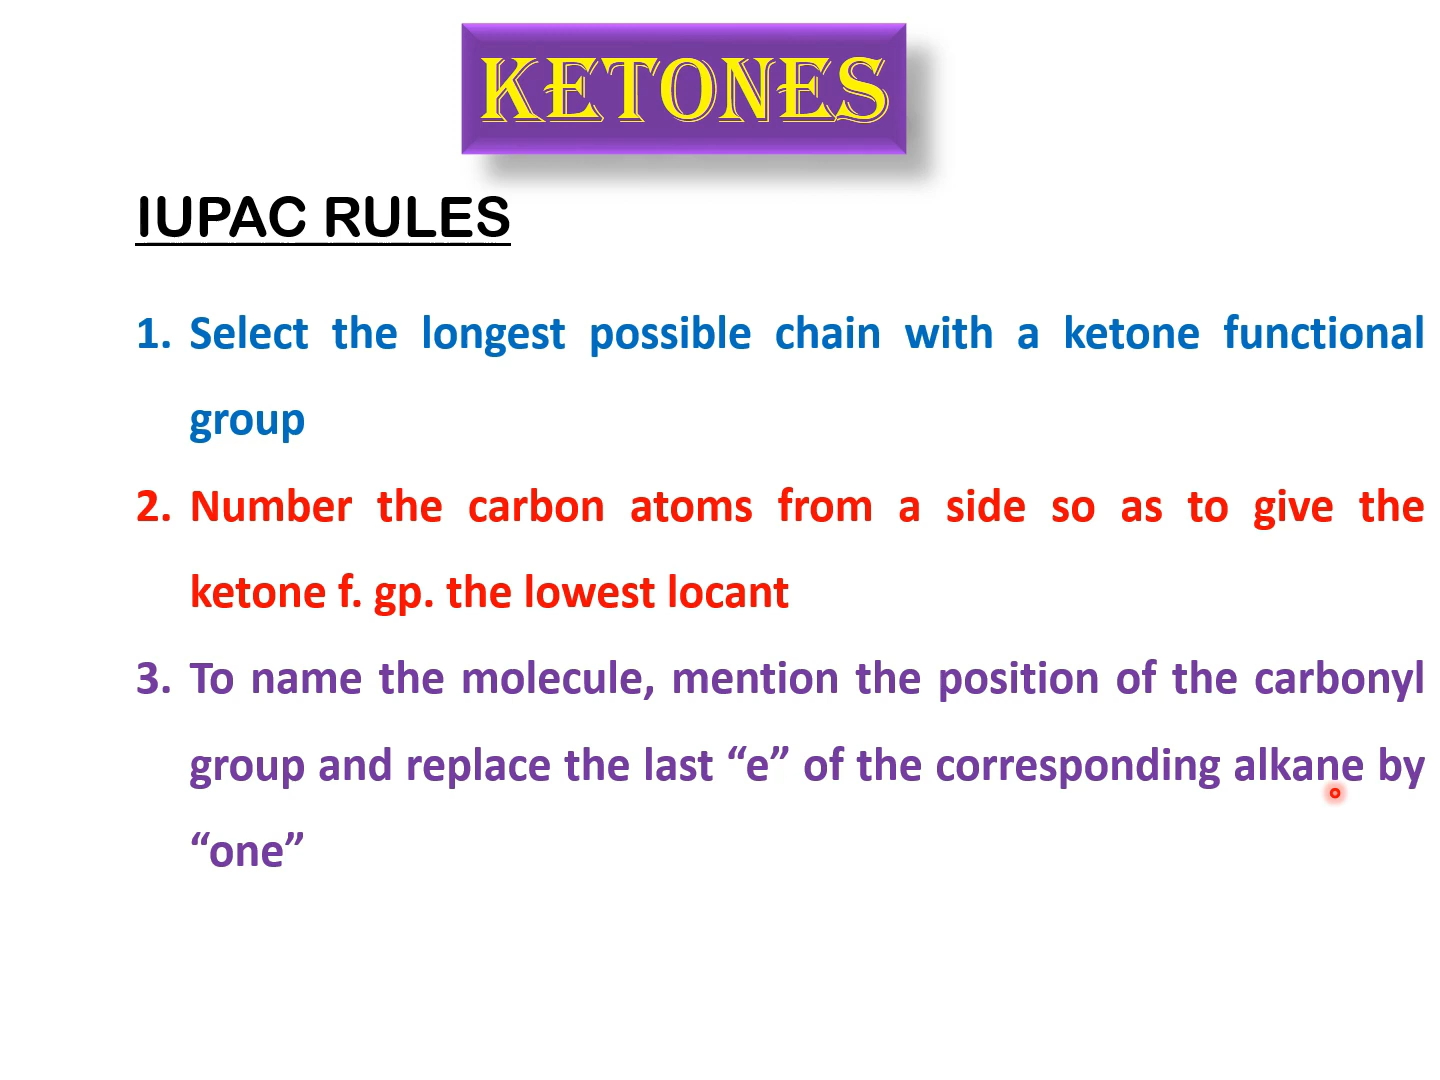 KETONES
IUPAC RULES
1. Select the longest possible chain with a ketone functional
group
2. Number the carbon atoms from a side so as to give the
ketone f. gp. the lowest locant
3. To name the molecule, mention the position of the carbonyl
group and replace the last “e” of the corresponding alkane by
“one”